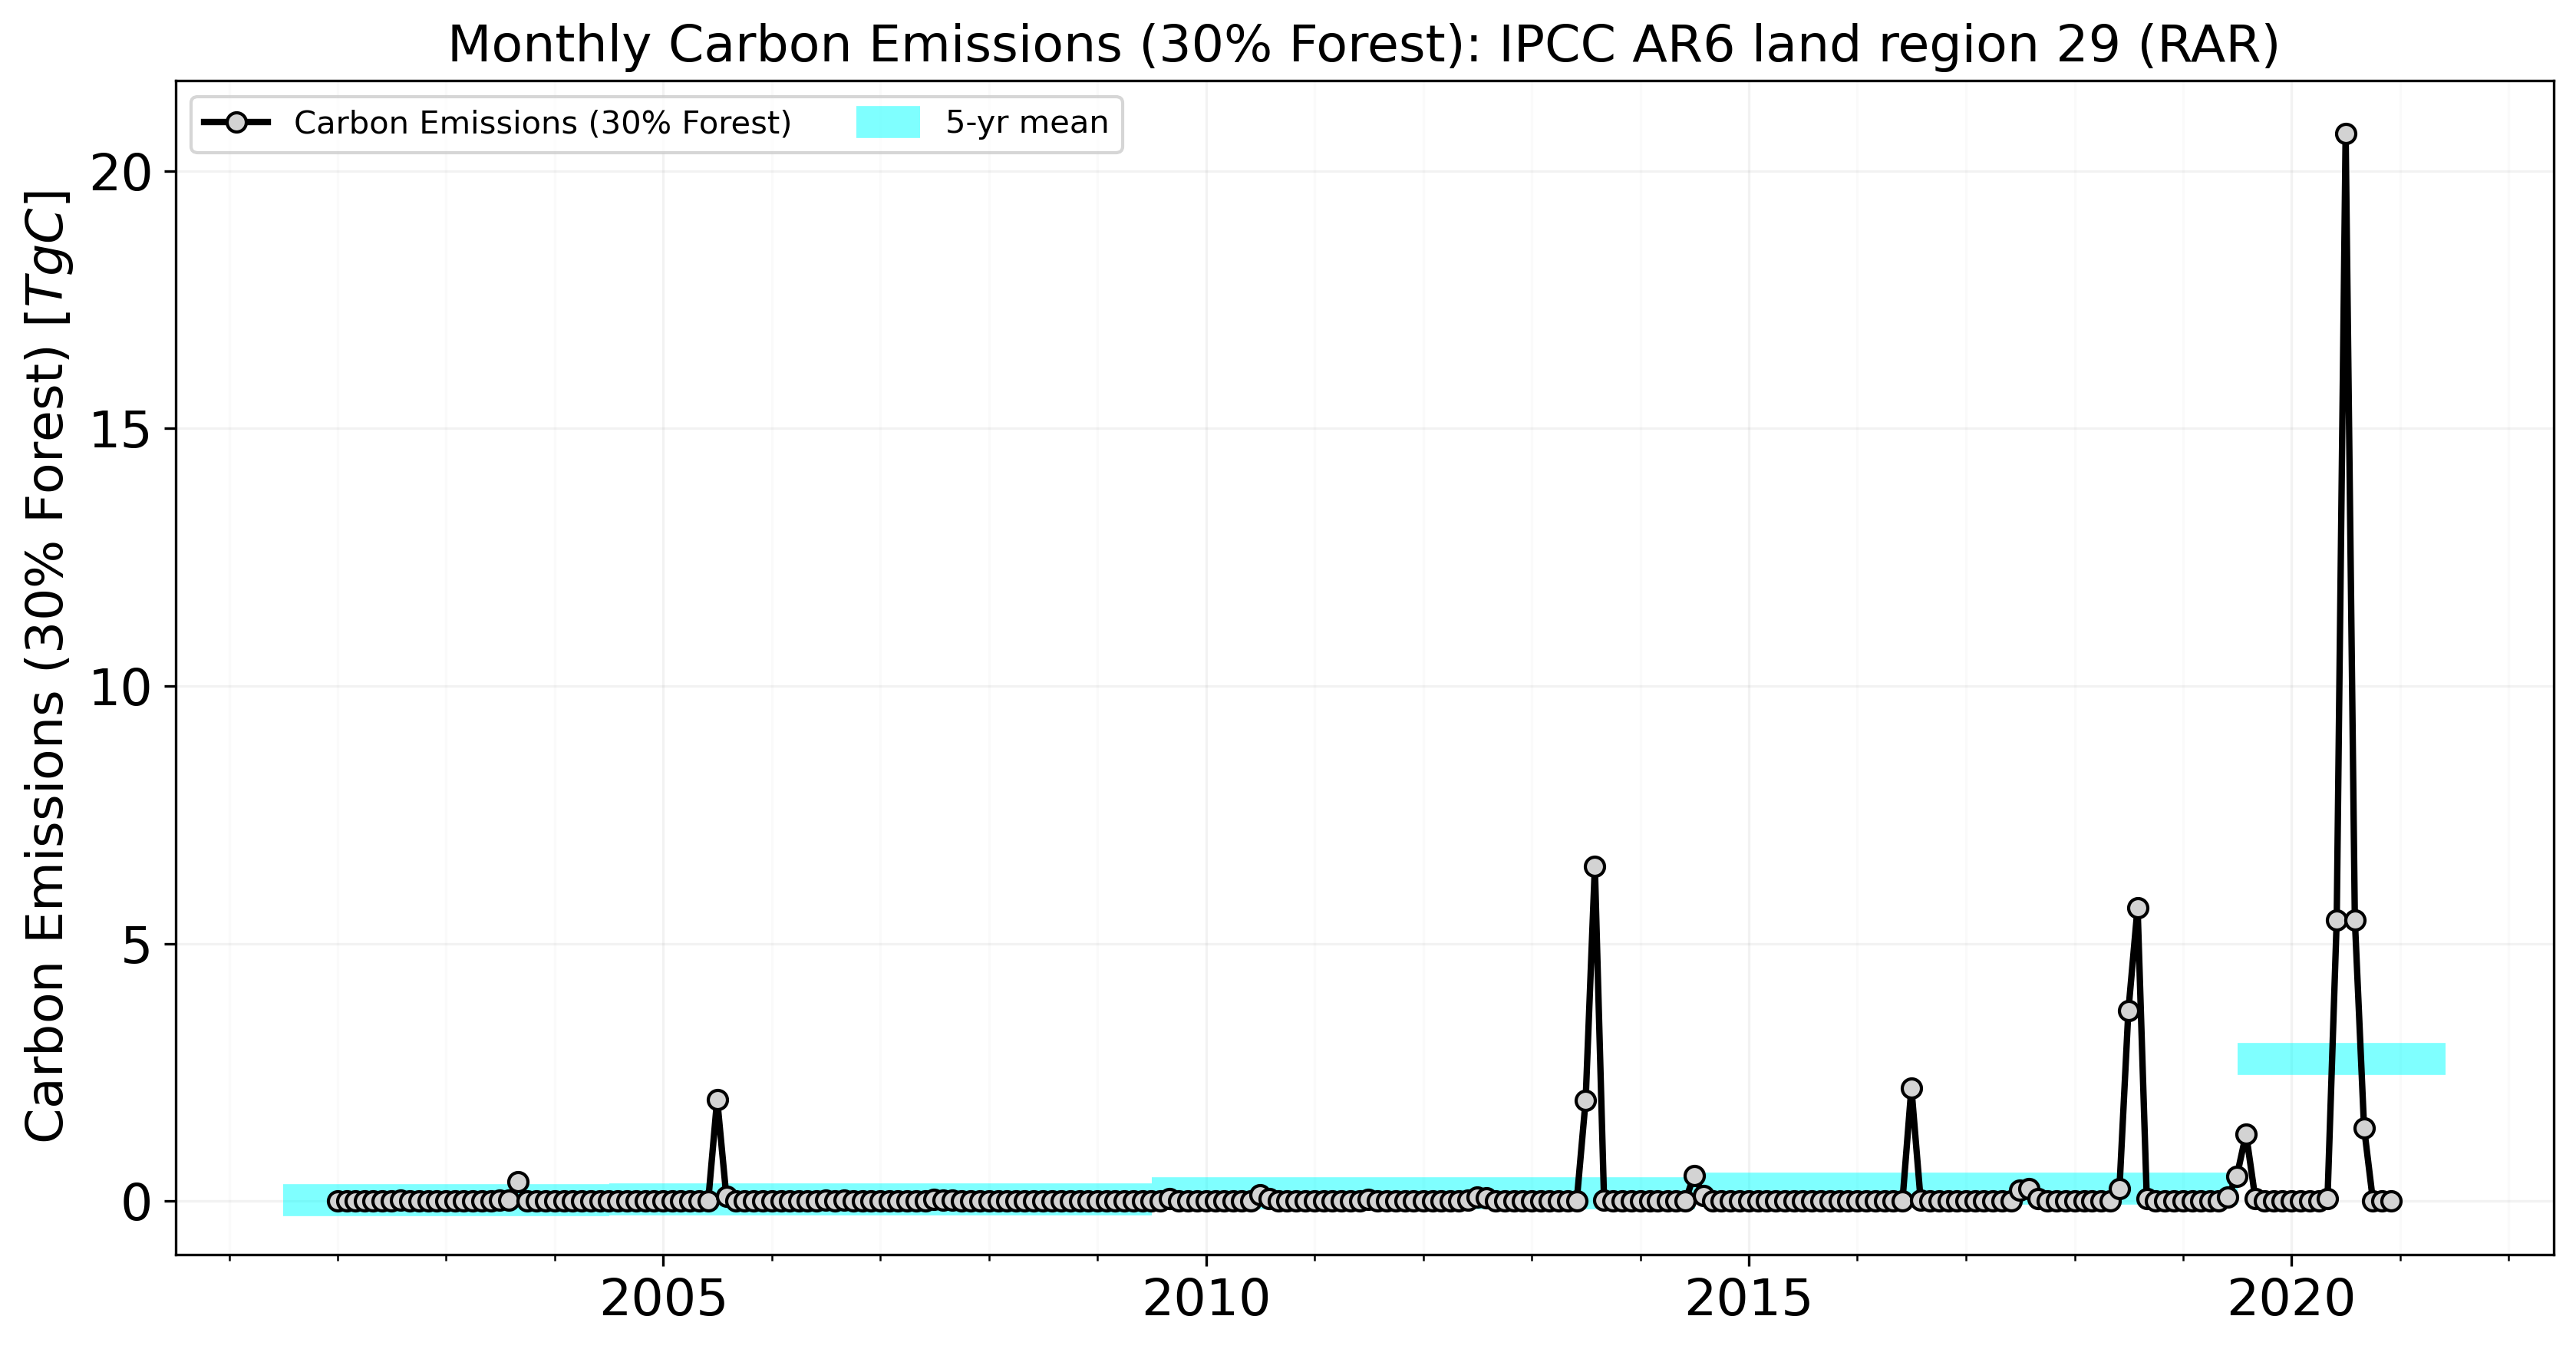 Monthly Carbon Emissions (30% Forest): IPCC AR6 land region 29 (RAR)
Carbon Emissions (30% Forest)
5-yr mean
Carbon Emissions (30% Forest) [TgC]
20
15
10
5
0
2005
2010
2015
2020